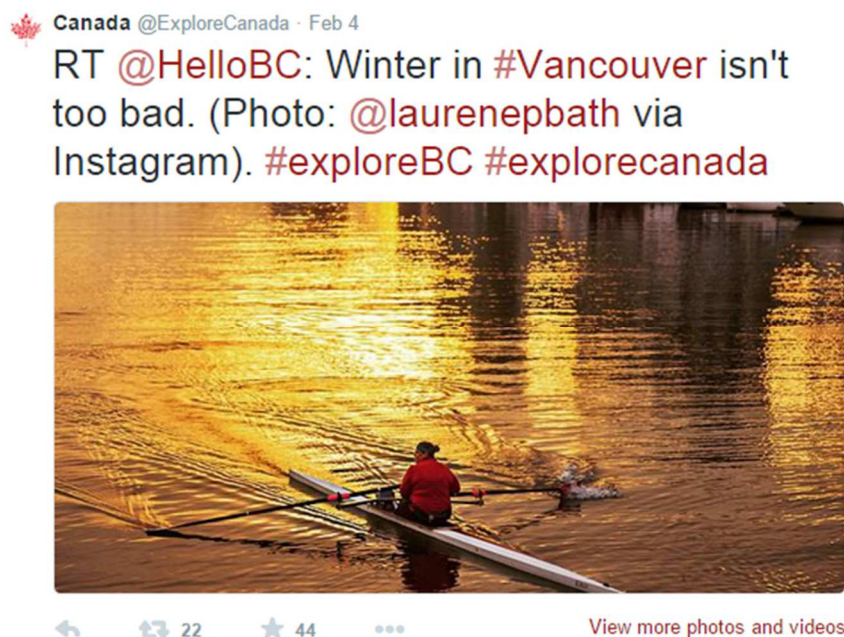 Canada @ExploreCanada · Feb 4
RT @HelloBC: Winter in #Vancouver isn't
too bad. (Photo: @laurenepbath via
Instagram). #exploreBC #explorecanada
22 44 View more photos and videos